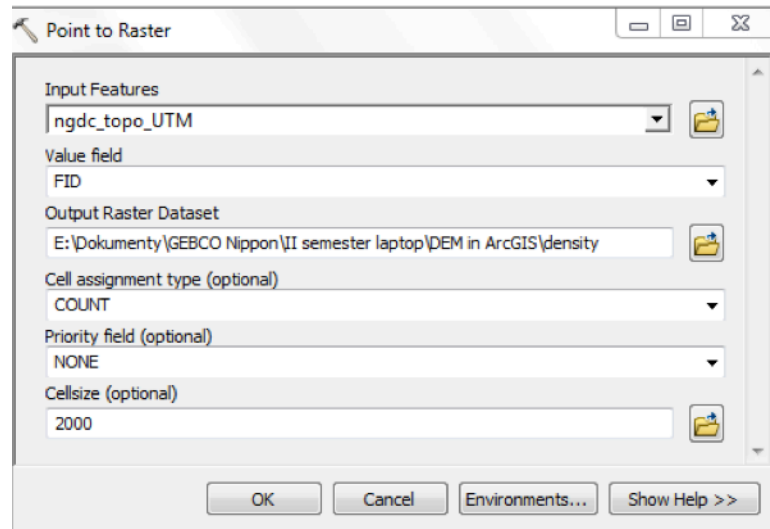 Point to Raster
Input Features
ngdc_topo_UTM
Value field
FID
Output Raster Dataset
E:\Dokumenty\GEBCO Nippon\II semester laptop\DEM in ArcGIS\density
Cell assignment type (optional)
COUNT
Priority field (optional)
NONE
Cellsize (optional)
2000
OK Cancel Environments... Show Help >>